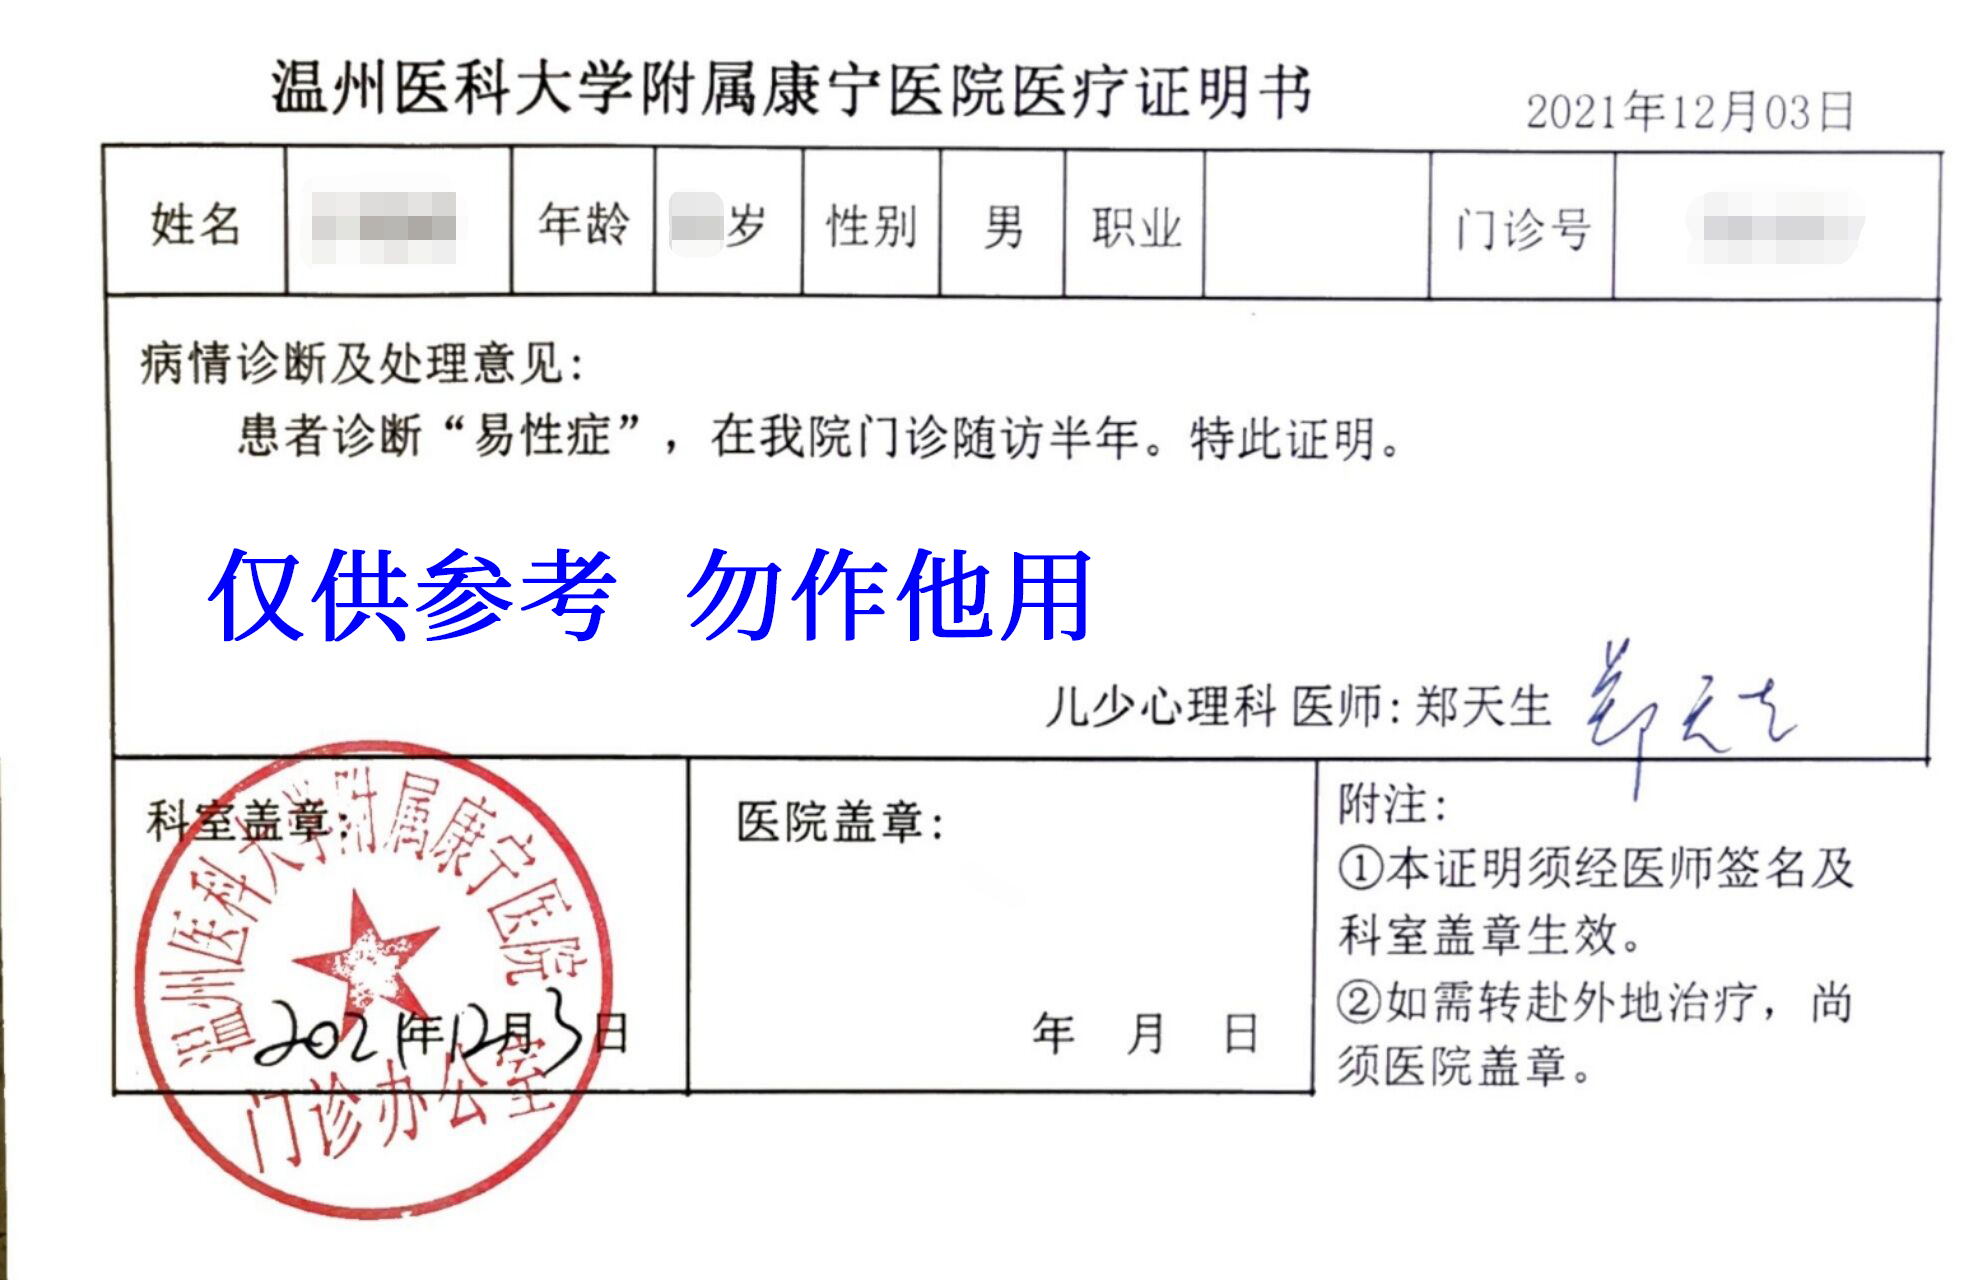 温州医科大学附属康宁医院医疗证明书
2021年12月03日
姓名 年龄 岁 性别 男 职业 门诊号
病情诊断及处理意见：
患者诊断“易性症”，在我院门诊随访半年。特此证明。
仅供参考 勿作他用
儿少心理科 医师：郑天生 郑天生
科室盖章：
温州医科大学附属康宁医院
门诊办公室
2021年12月3日
医院盖章：
年 月 日
附注：
①本证明须经医师签名及
科室盖章生效。
②如需转赴外地治疗，尚
须医院盖章。